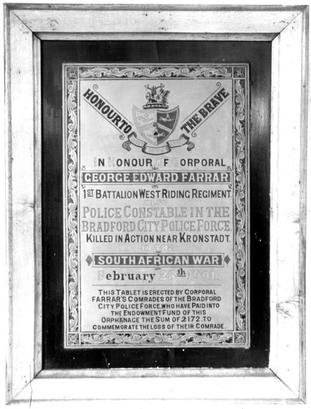 HONOUR TO THE BRAVE
IN HONOUR OF CORPORAL
GEORGE EDWARD FARRAR
1ST BATTALION WEST RIDING REGIMENT
POLICE CONSTABLE IN THE
BRADFORD CITY POLICE FORCE
KILLED IN ACTION NEAR KRONSTADT.
SOUTH AFRICAN WAR
February th
THIS TABLET IS ERECTED BY CORPORAL
FARRAR'S COMRADES OF THE BRADFORD
CITY POLICE FORCE, WHO HAVE PAID INTO
THE ENDOWMENT FUND OF THIS
ORPHANAGE THE SUM OF £172. TO
COMMEMORATE THE LOSS OF THEIR COMRADE.